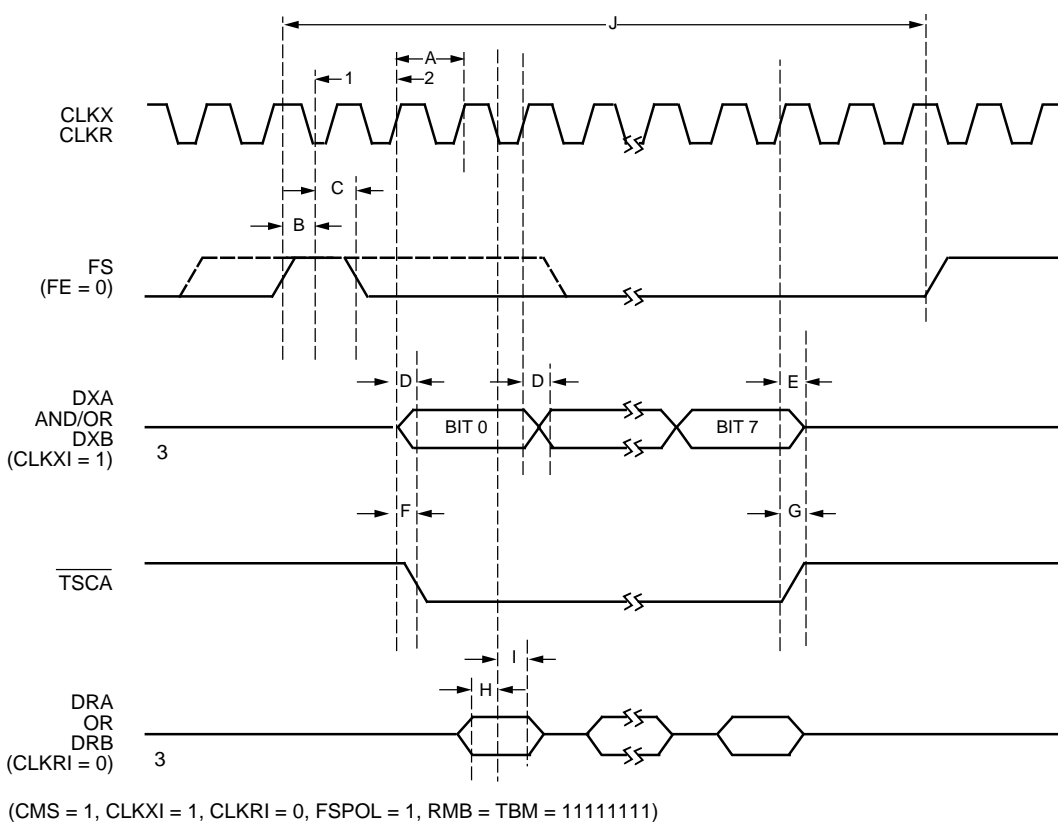 J
A
1
2
CLKX
CLKR
C
B
FS
(FE = 0)
D
D
E
DXA
AND/OR
DXB
(CLKXI = 1)
3
BIT 0
BIT 7
F
G
TSCA
I
H
DRA
OR
DRB
(CLKRI = 0)
3
(CMS = 1, CLKXI = 1, CLKRI = 0, FSPOL = 1, RMB = TBM = 11111111)